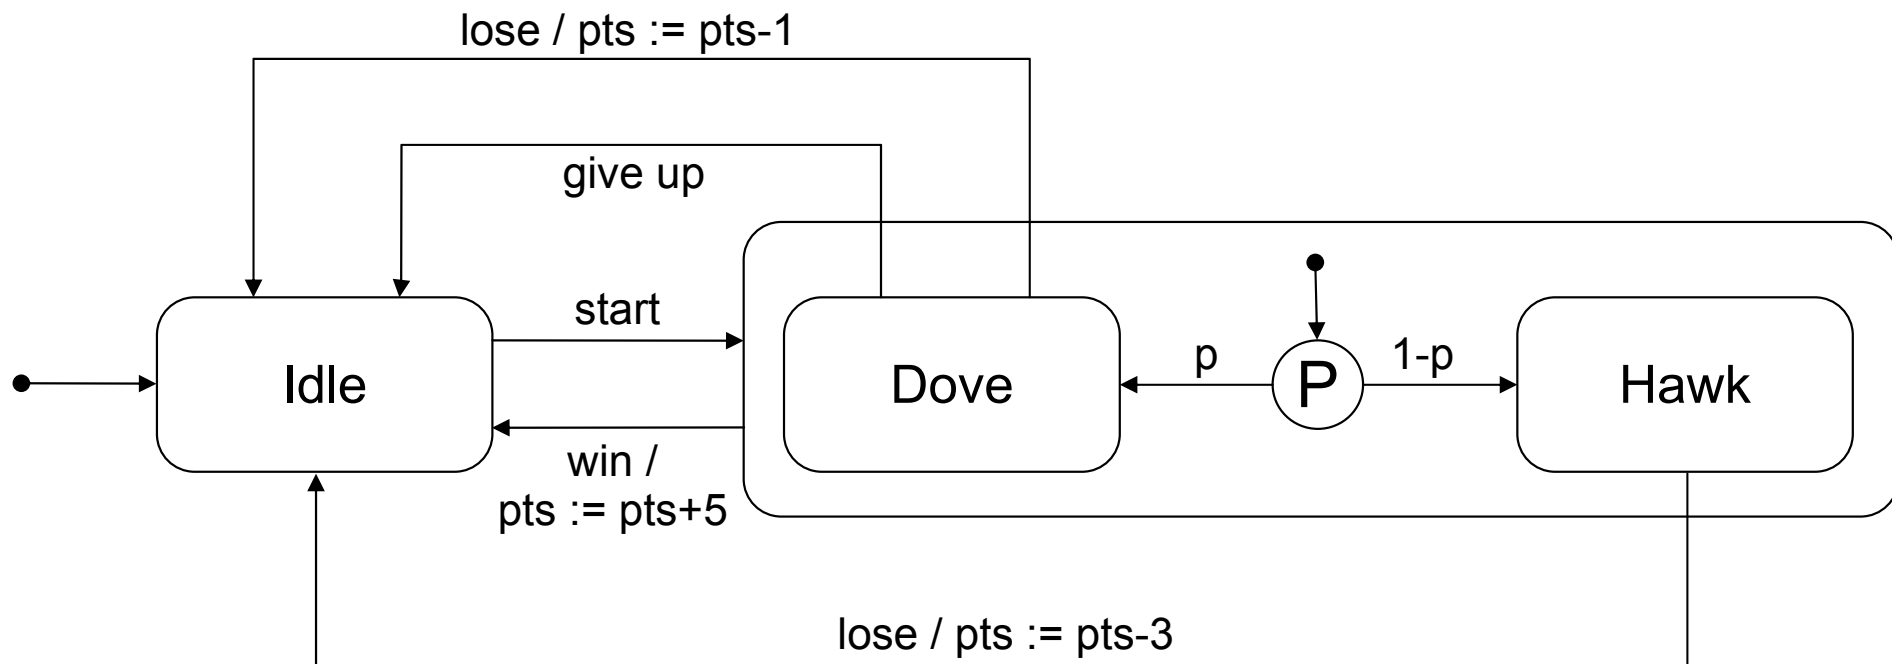 lose / pts := pts-1
give up
start
Idle
Dove
p
P
1-p
Hawk
win /
pts := pts+5
lose / pts := pts-3